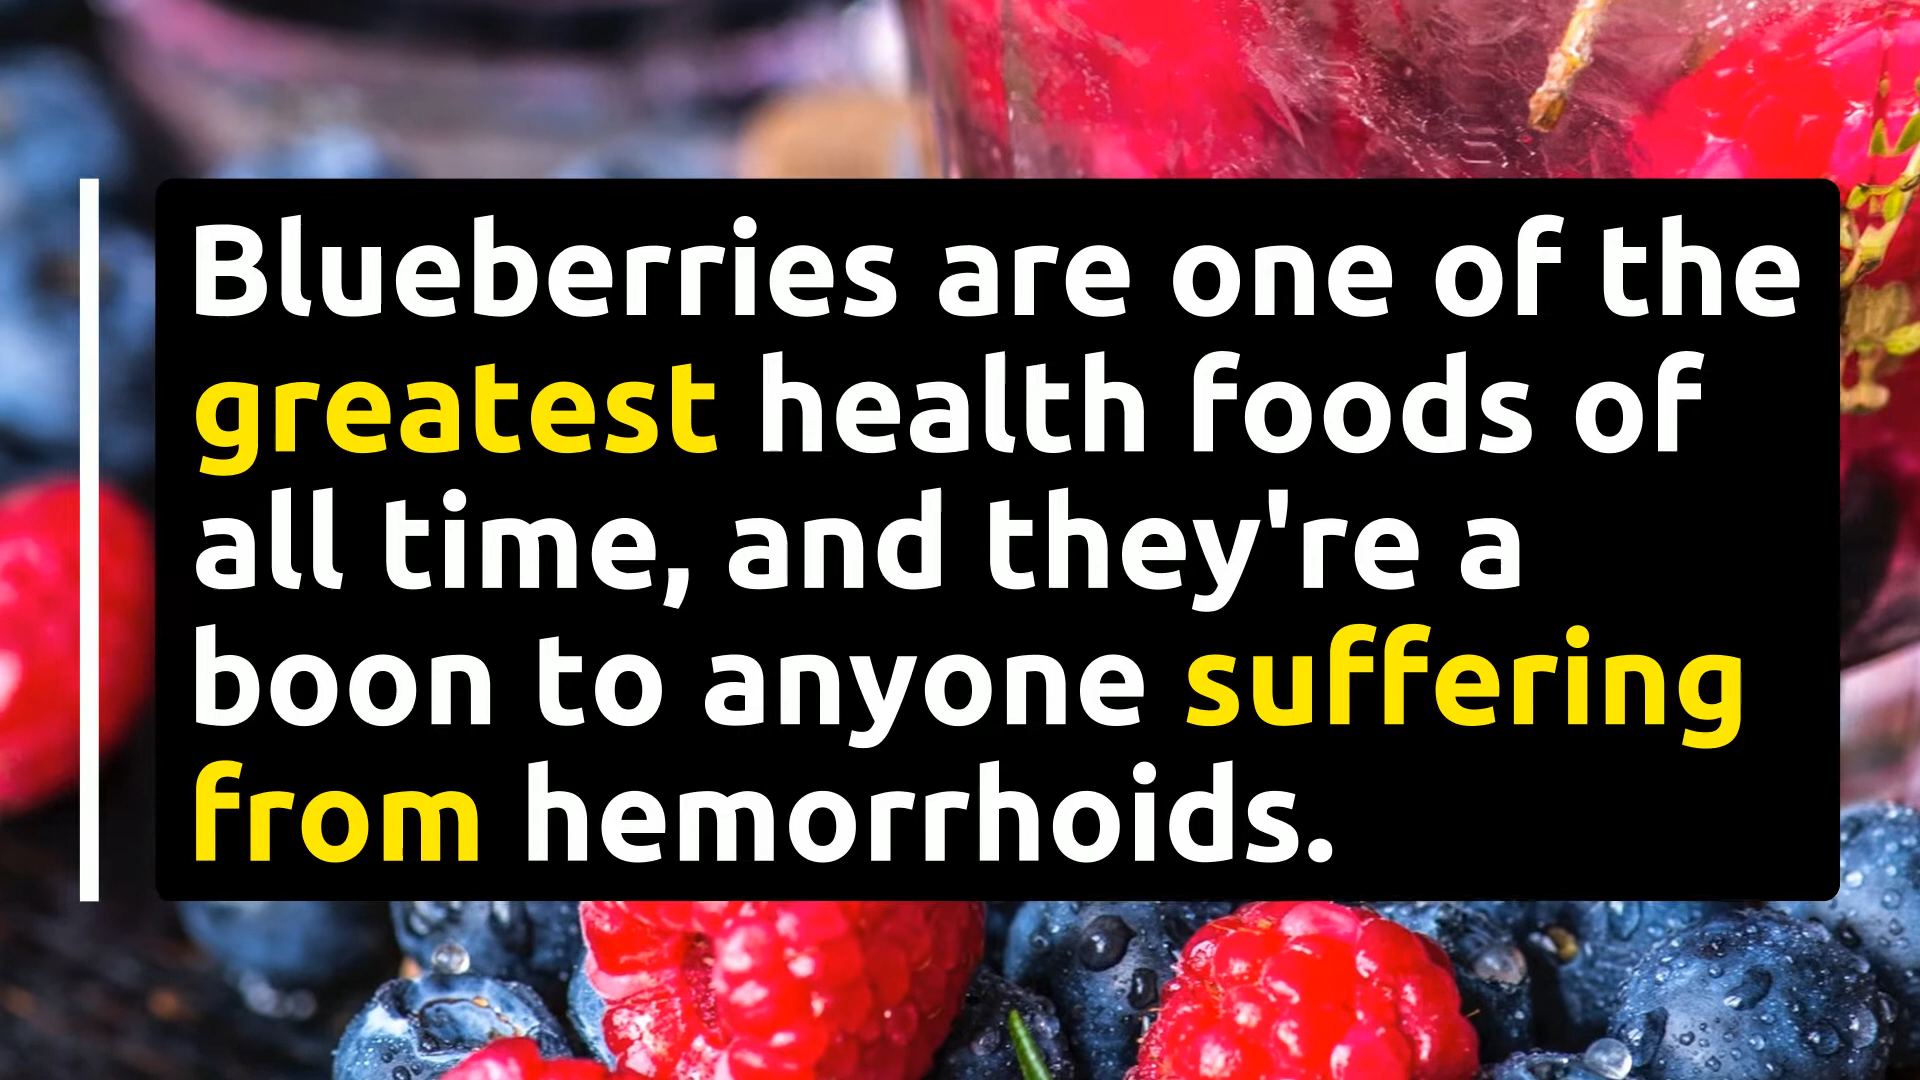 Blueberries are one of the
greatest health foods of
all time, and they're a
boon to anyone suffering
from hemorrhoids.